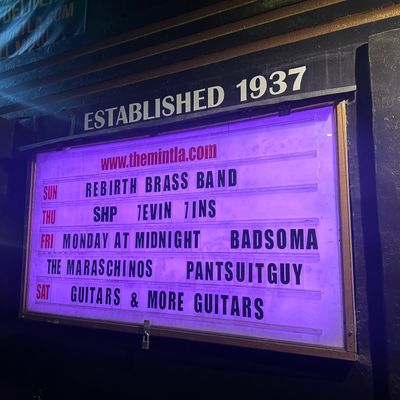 ESTABLISHED 1937
www.themintla.com
SUN REBIRTH BRASS BAND
THU SHP 7EVIN 7INS
FRI MONDAY AT MIDNIGHT BADSOMA
THE MARASCHINOS PANTSUITGUY
SAT GUITARS & MORE GUITARS